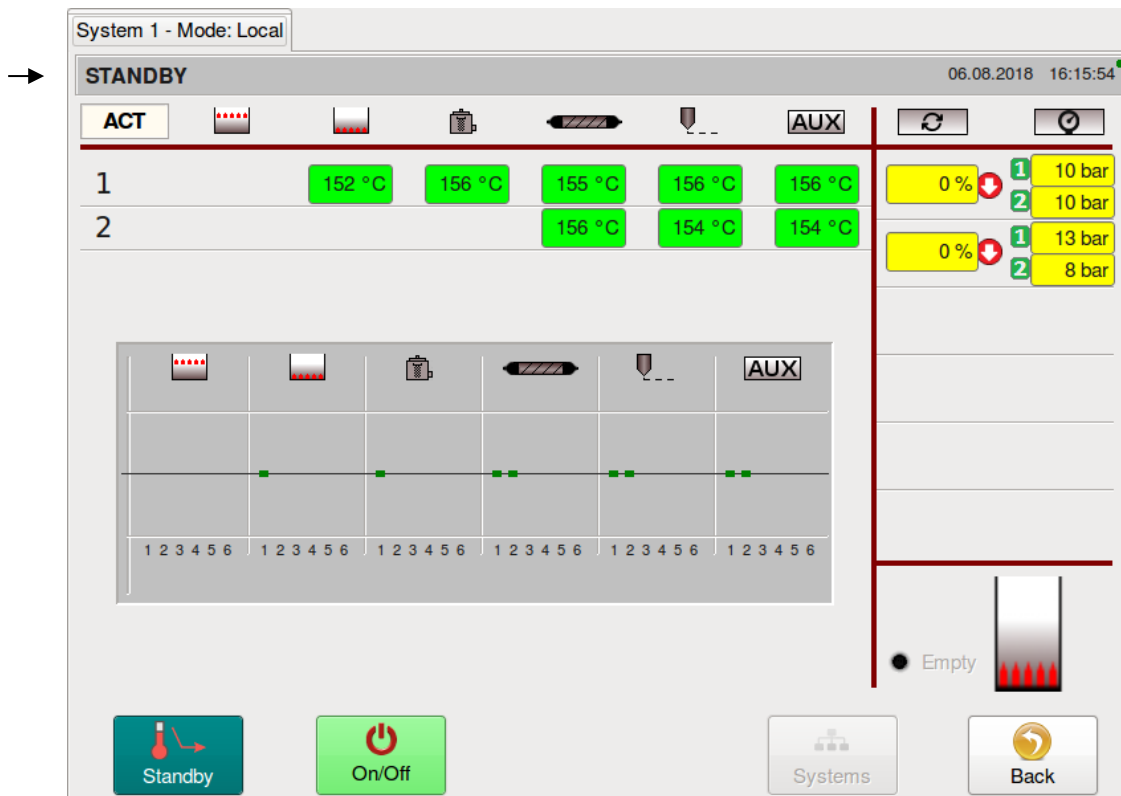 System 1 - Mode: Local
STANDBY 06.08.2018 16:15:54
ACT AUX
1 152 °C 156 °C 155 °C 156 °C 156 °C 0 % 1 10 bar
2 10 bar
2 156 °C 154 °C 154 °C 0 % 1 13 bar
2 8 bar
AUX
1 2 3 4 5 6 1 2 3 4 5 6 1 2 3 4 5 6 1 2 3 4 5 6 1 2 3 4 5 6 1 2 3 4 5 6
Empty
Standby On/Off Systems Back